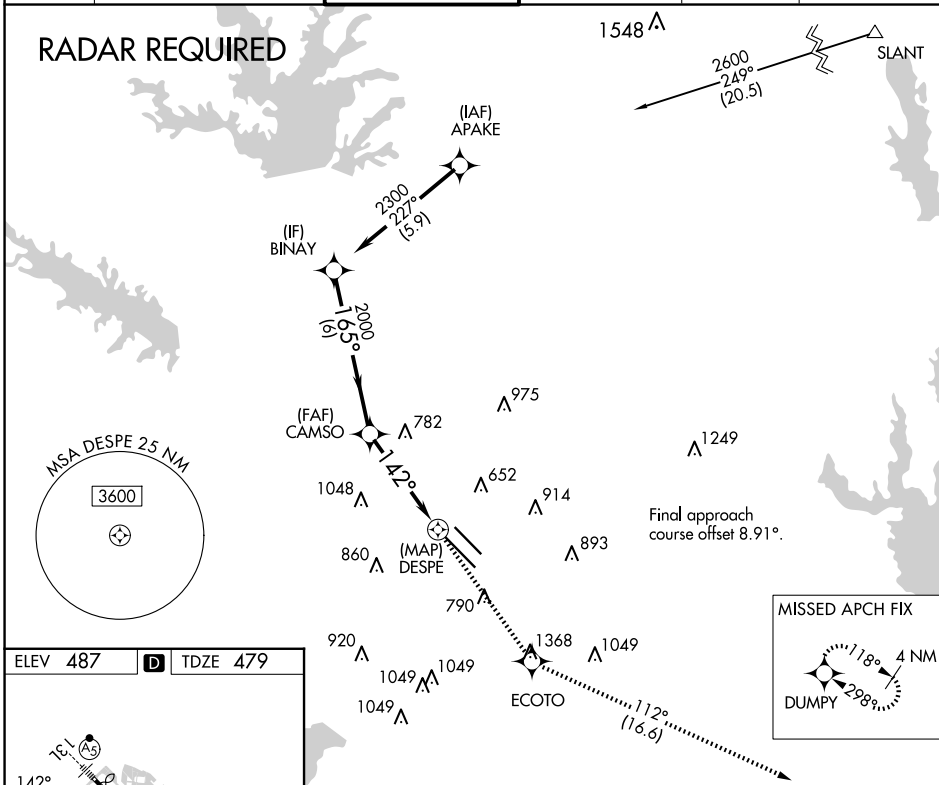 1548
RADAR REQUIRED
SLANT
2600
249°
(20.5)
(IAF)
APAKE
2300
227°
(5.9)
(IF)
BINAY
2000
165°
(6)
975
(FAF)
CAMSO
782
1249
142°
MSA DESPE 25 NM
3600
652
1048
914
Final approach
course offset 8.91°.
893
(MAP)
DESPE
860
790
MISSED APCH FIX
118°
4 NM
298°
DUMPY
920
1368
1049
1049
1049
1049
ECOTO
112°
(16.6)
ELEV 487
D
TDZE 479
13L
A5
142°